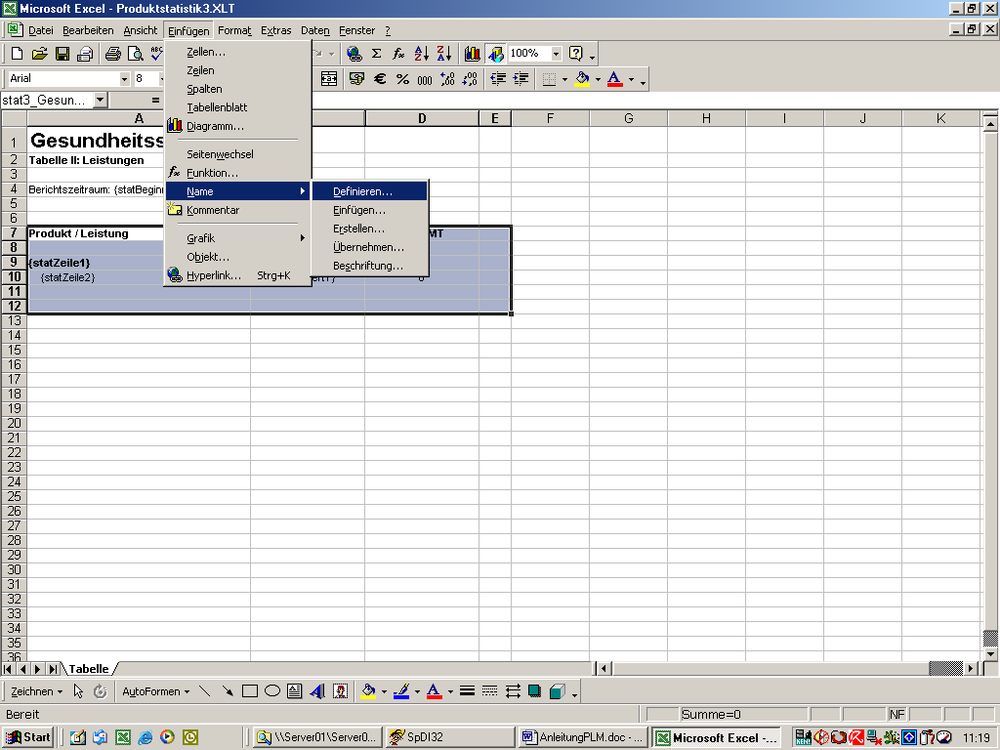 Microsoft Excel - Produktstatistik3.XLT
Datei Bearbeiten Ansicht Einfügen Format Extras Daten Fenster ?
100%
Arial 8 € % 000
stat3_Gesun... =
A D E F G H I J K
1 Gesundheitss
2 Tabelle II: Leistungen
3
4 Berichtszeitraum: {statBegin
5
6
7 Produkt / Leistung MT
8
9 {statZeile1}
10 {statZeile2}
11
12
13
14
15
16
17
18
19
20
21
22
23
24
25
26
27
28
29
30
31
32
33
34
35
36
Zellen...
Zeilen
Spalten
Tabellenblatt
Diagramm...
Seitenwechsel
Funktion...
Name
Kommentar
Grafik
Objekt...
Hyperlink... Strg+K
Definieren...
Einfügen...
Erstellen...
Übernehmen...
Beschriftung...
Tabelle
Zeichnen AutoFormen
Bereit Summe=0 NF
Start \\Server01\Server0... SpDI32 AnleitungPLM.doc - ... Microsoft Excel -... 11:19